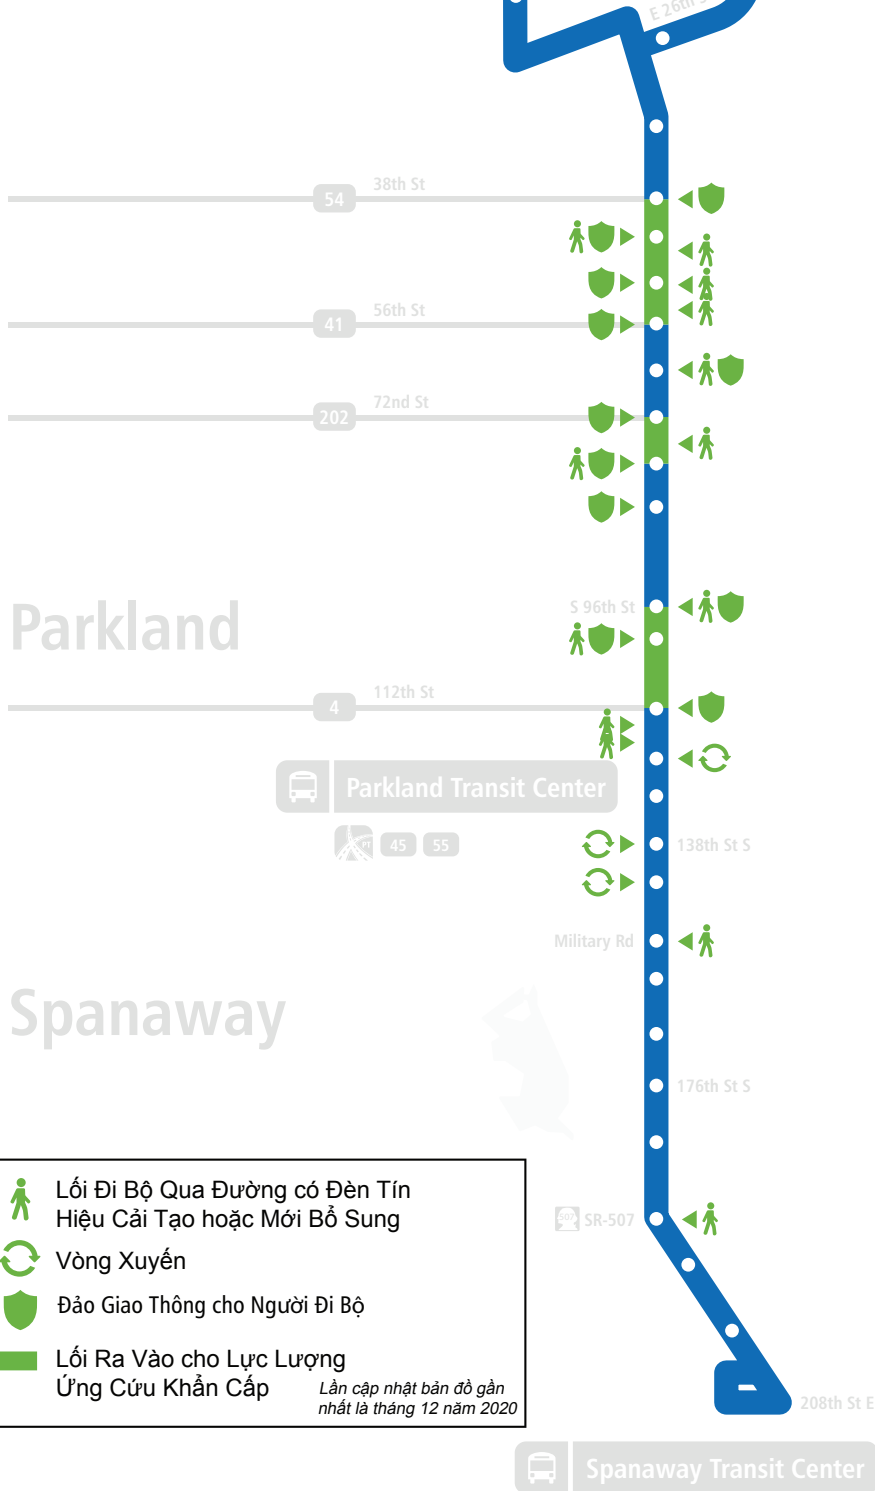 E 26th S
38th St
54
56th St
41
72nd St
202
Parkland
S 96th St
112th St
4
Parkland Transit Center
PT
45
55
138th St S
Military Rd
Spanaway
176th St S
507
SR-507
Lối Đi Bộ Qua Đường có Đèn Tín
Hiệu Cải Tạo hoặc Mới Bổ Sung
Vòng Xuyến
Đảo Giao Thông cho Người Đi Bộ
Lối Ra Vào cho Lực Lượng
Ứng Cứu Khẩn Cấp
Lần cập nhật bản đồ gần
nhất là tháng 12 năm 2020
208th St E
Spanaway Transit Center